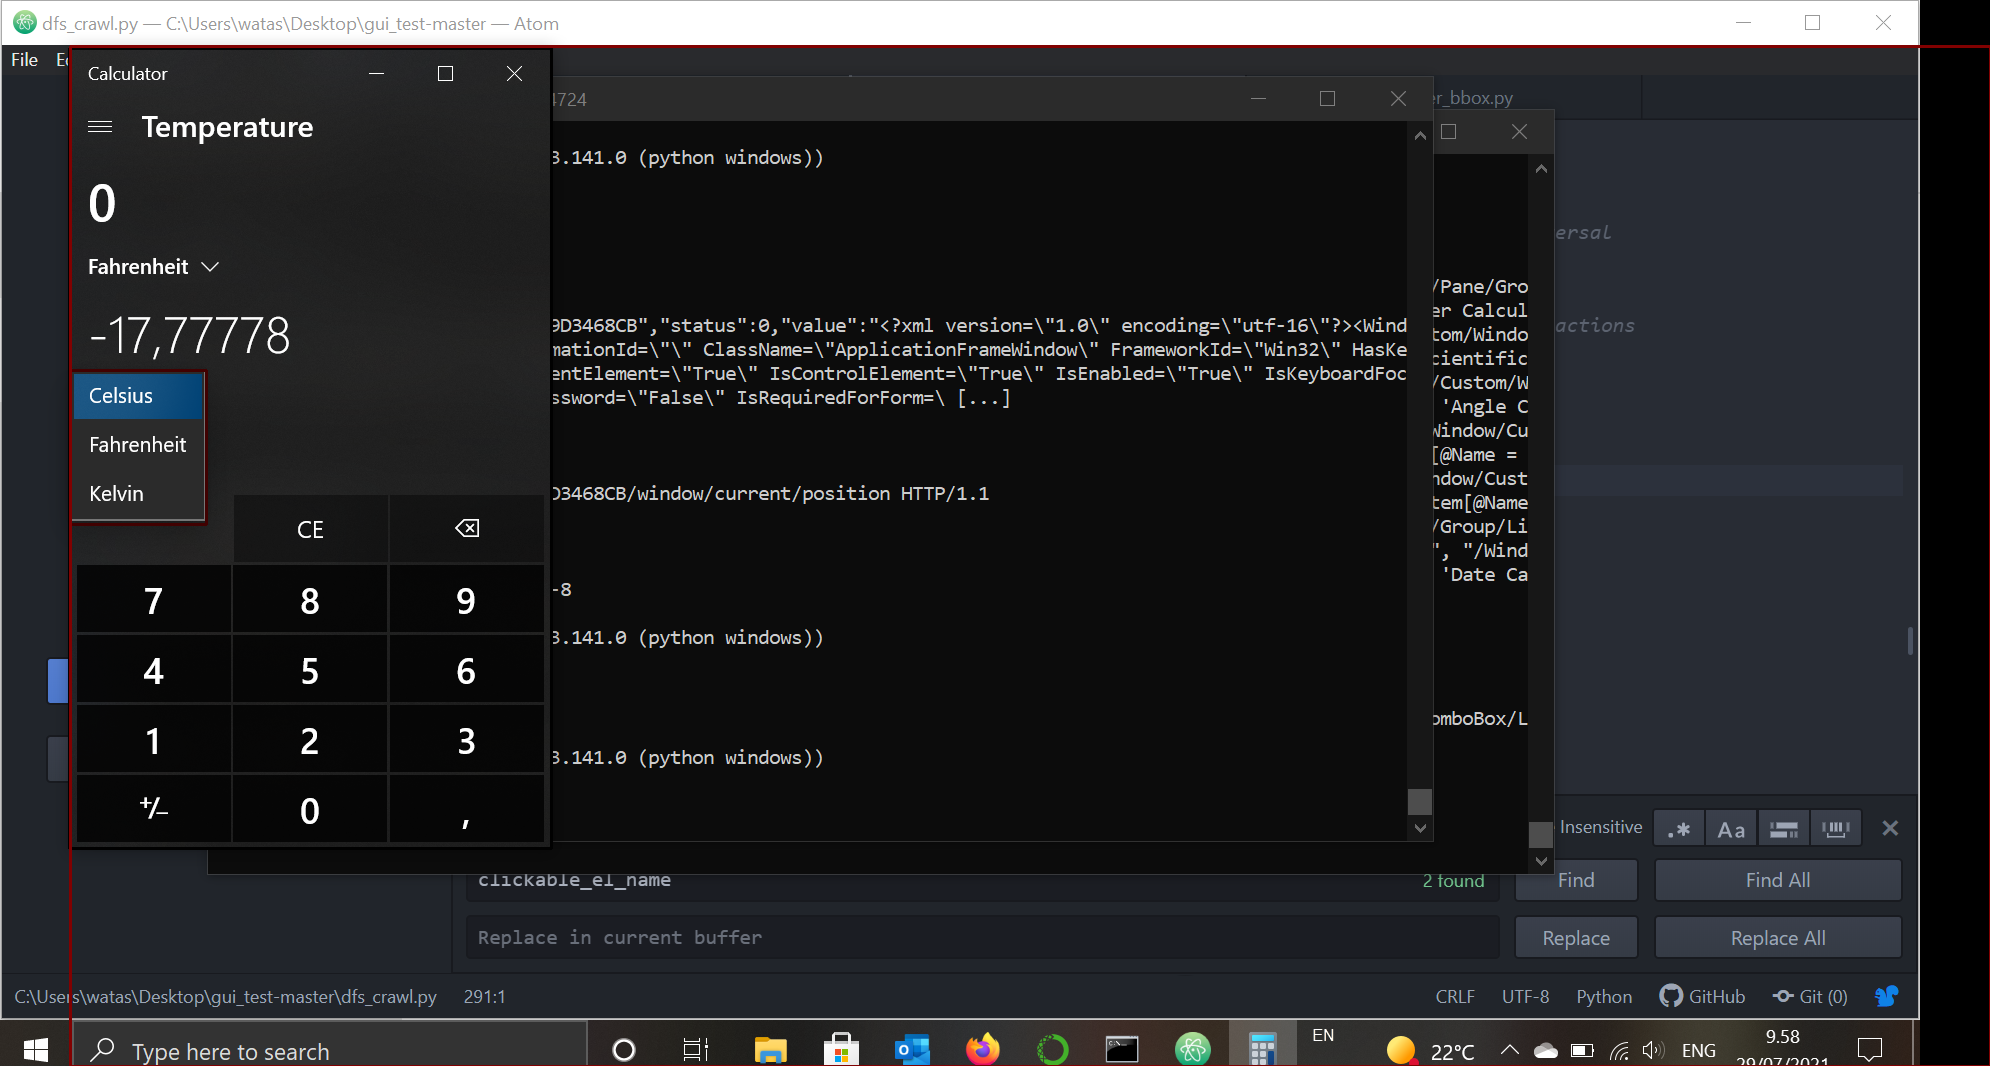 dfs_crawl.py — C:\Users\watas\Desktop\gui_test-master — Atom
File
Calculator
Temperature
0
Fahrenheit
-17,77778
Celsius
Fahrenheit
Kelvin
CE
7 8 9
4 5 6
1 2 3
+/− 0 ,
4724
3.141.0 (python windows))
9D3468CB","status":0,"value":"<?xml version=\"1.0\" encoding=\"utf-16\"?><Wind
mationId=\"\" ClassName=\"ApplicationFrameWindow\" FrameworkId=\"Win32\" HasKe
entElement=\"True\" IsControlElement=\"True\" IsEnabled=\"True\" IsKeyboardFoc
ssword=\"False\" IsRequiredForForm=\ [...]
D3468CB/window/current/position HTTP/1.1
-8
3.141.0 (python windows))
3.141.0 (python windows))
er_bbox.py
ersal
actions
/Pane/Gro
er Calcul
tom/Windo
cientific
/Custom/W
'Angle C
Window/Cu
[@Name =
ndow/Cust
tem[@Name
/Group/Li
", "/Wind
'Date Ca
omboBox/L
Insensitive
.* Aa
clickable_el_name 2 found Find Find All
Replace in current buffer Replace Replace All
C:\Users\watas\Desktop\gui_test-master\dfs_crawl.py 291:1 CRLF UTF-8 Python GitHub Git (0)
Type here to search EN 22°C ENG 9.58
29/07/2021